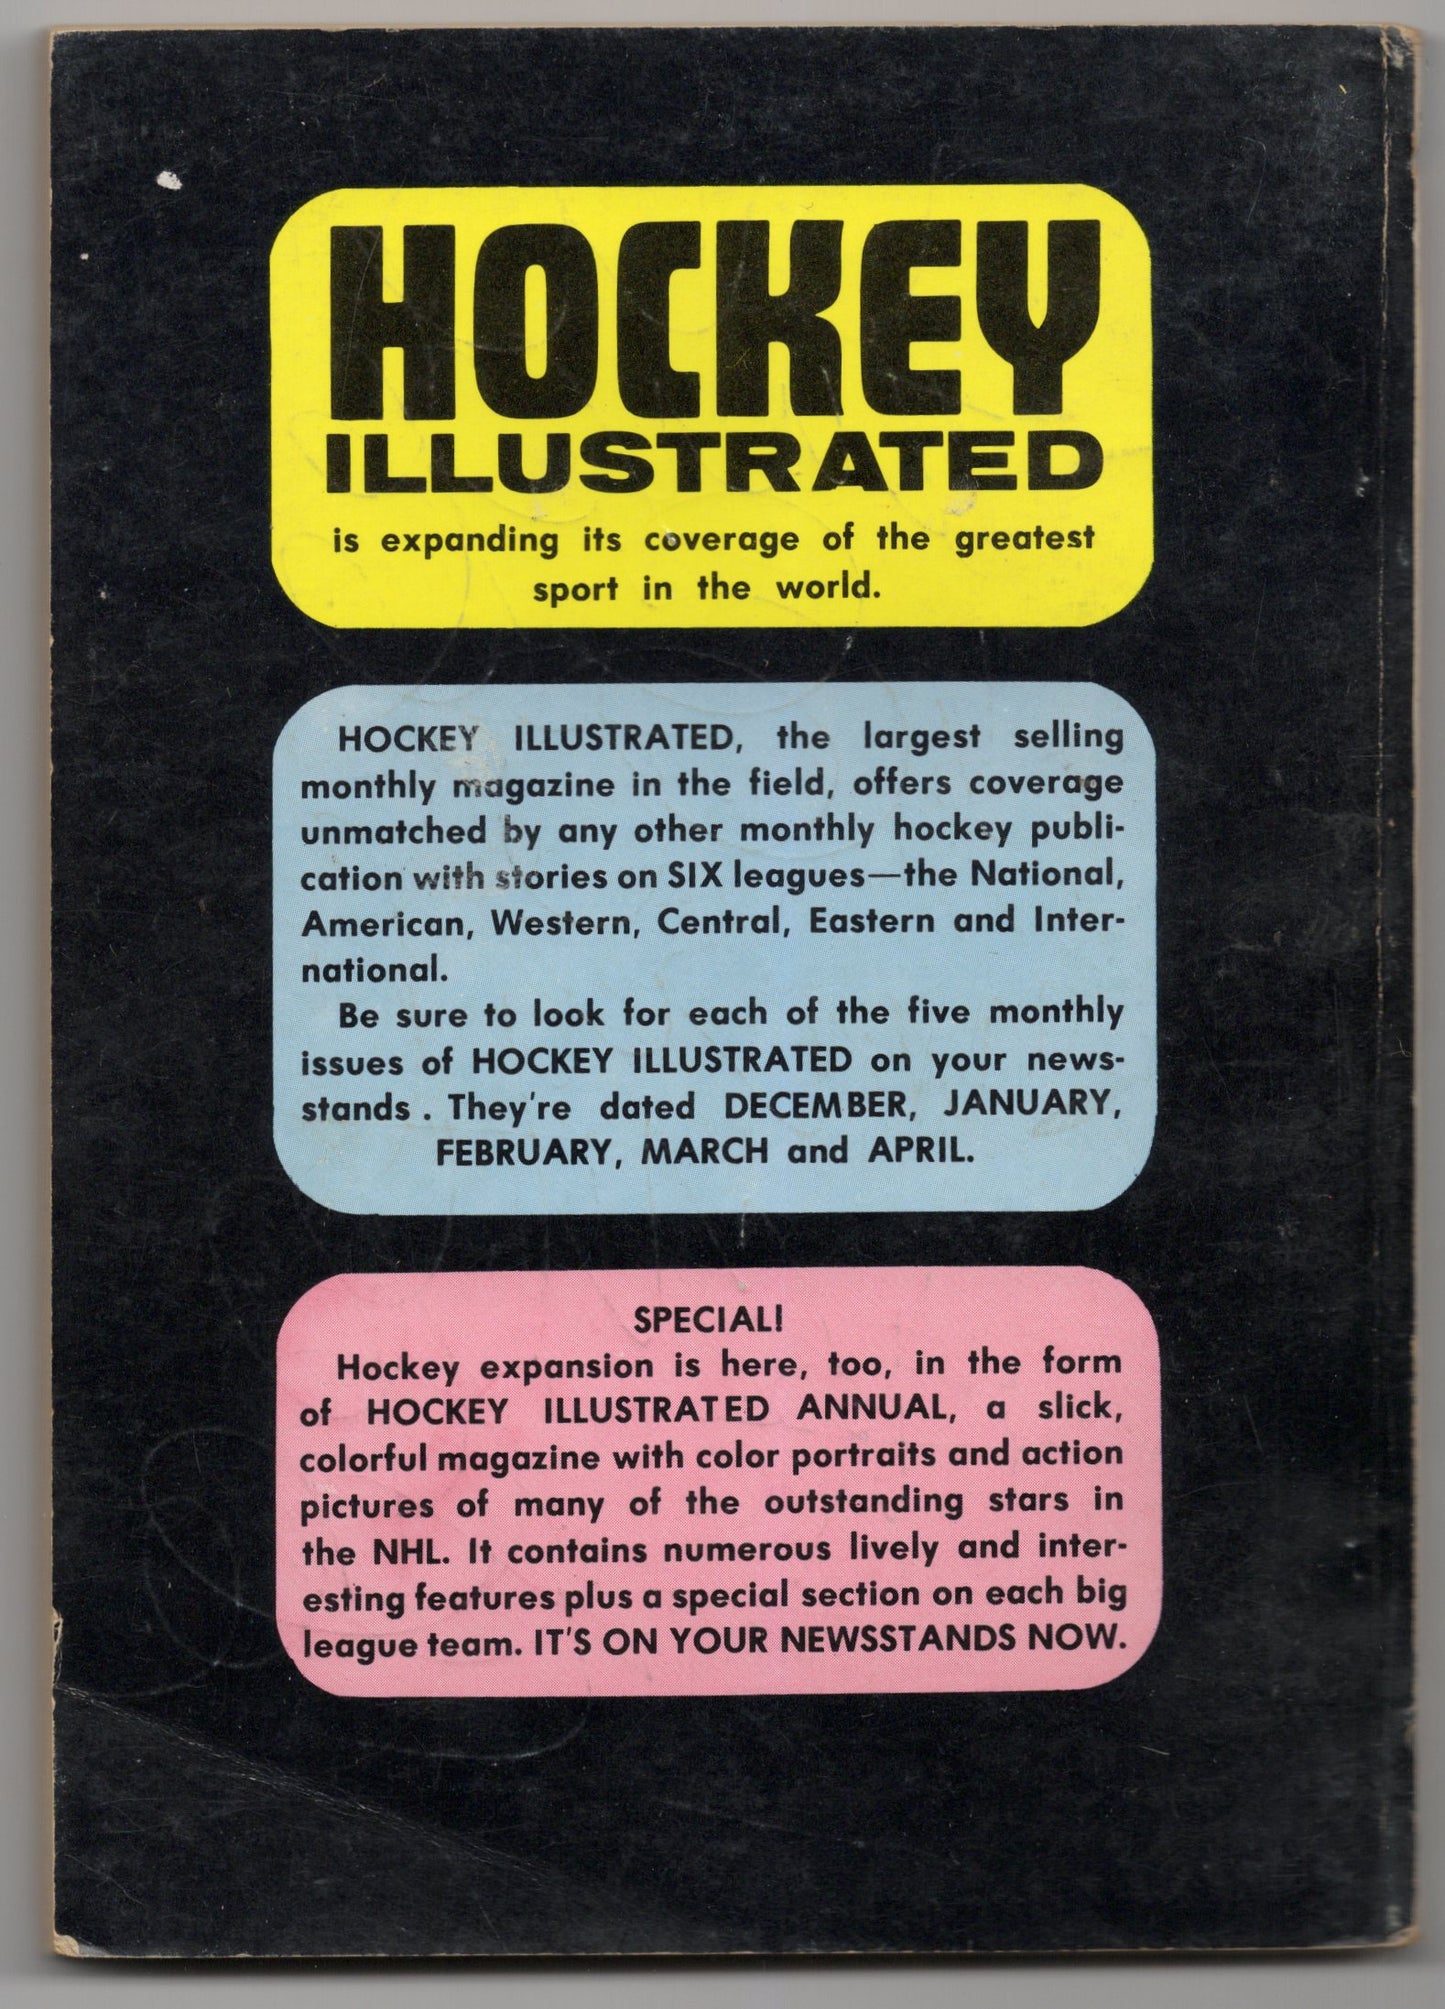 HOCKEY
ILLUSTRATED
is expanding its coverage of the greatest
sport in the world.
HOCKEY ILLUSTRATED, the largest selling
monthly magazine in the field, offers coverage
unmatched by any other monthly hockey publi-
cation with stories on SIX leagues—the National,
American, Western, Central, Eastern and Inter-
national.
Be sure to look for each of the five monthly
issues of HOCKEY ILLUSTRATED on your news-
stands . They're dated DECEMBER, JANUARY,
FEBRUARY, MARCH and APRIL.
SPECIAL!
Hockey expansion is here, too, in the form
of HOCKEY ILLUSTRATED ANNUAL, a slick,
colorful magazine with color portraits and action
pictures of many of the outstanding stars in
the NHL. It contains numerous lively and inter-
esting features plus a special section on each big
league team. IT'S ON YOUR NEWSSTANDS NOW.